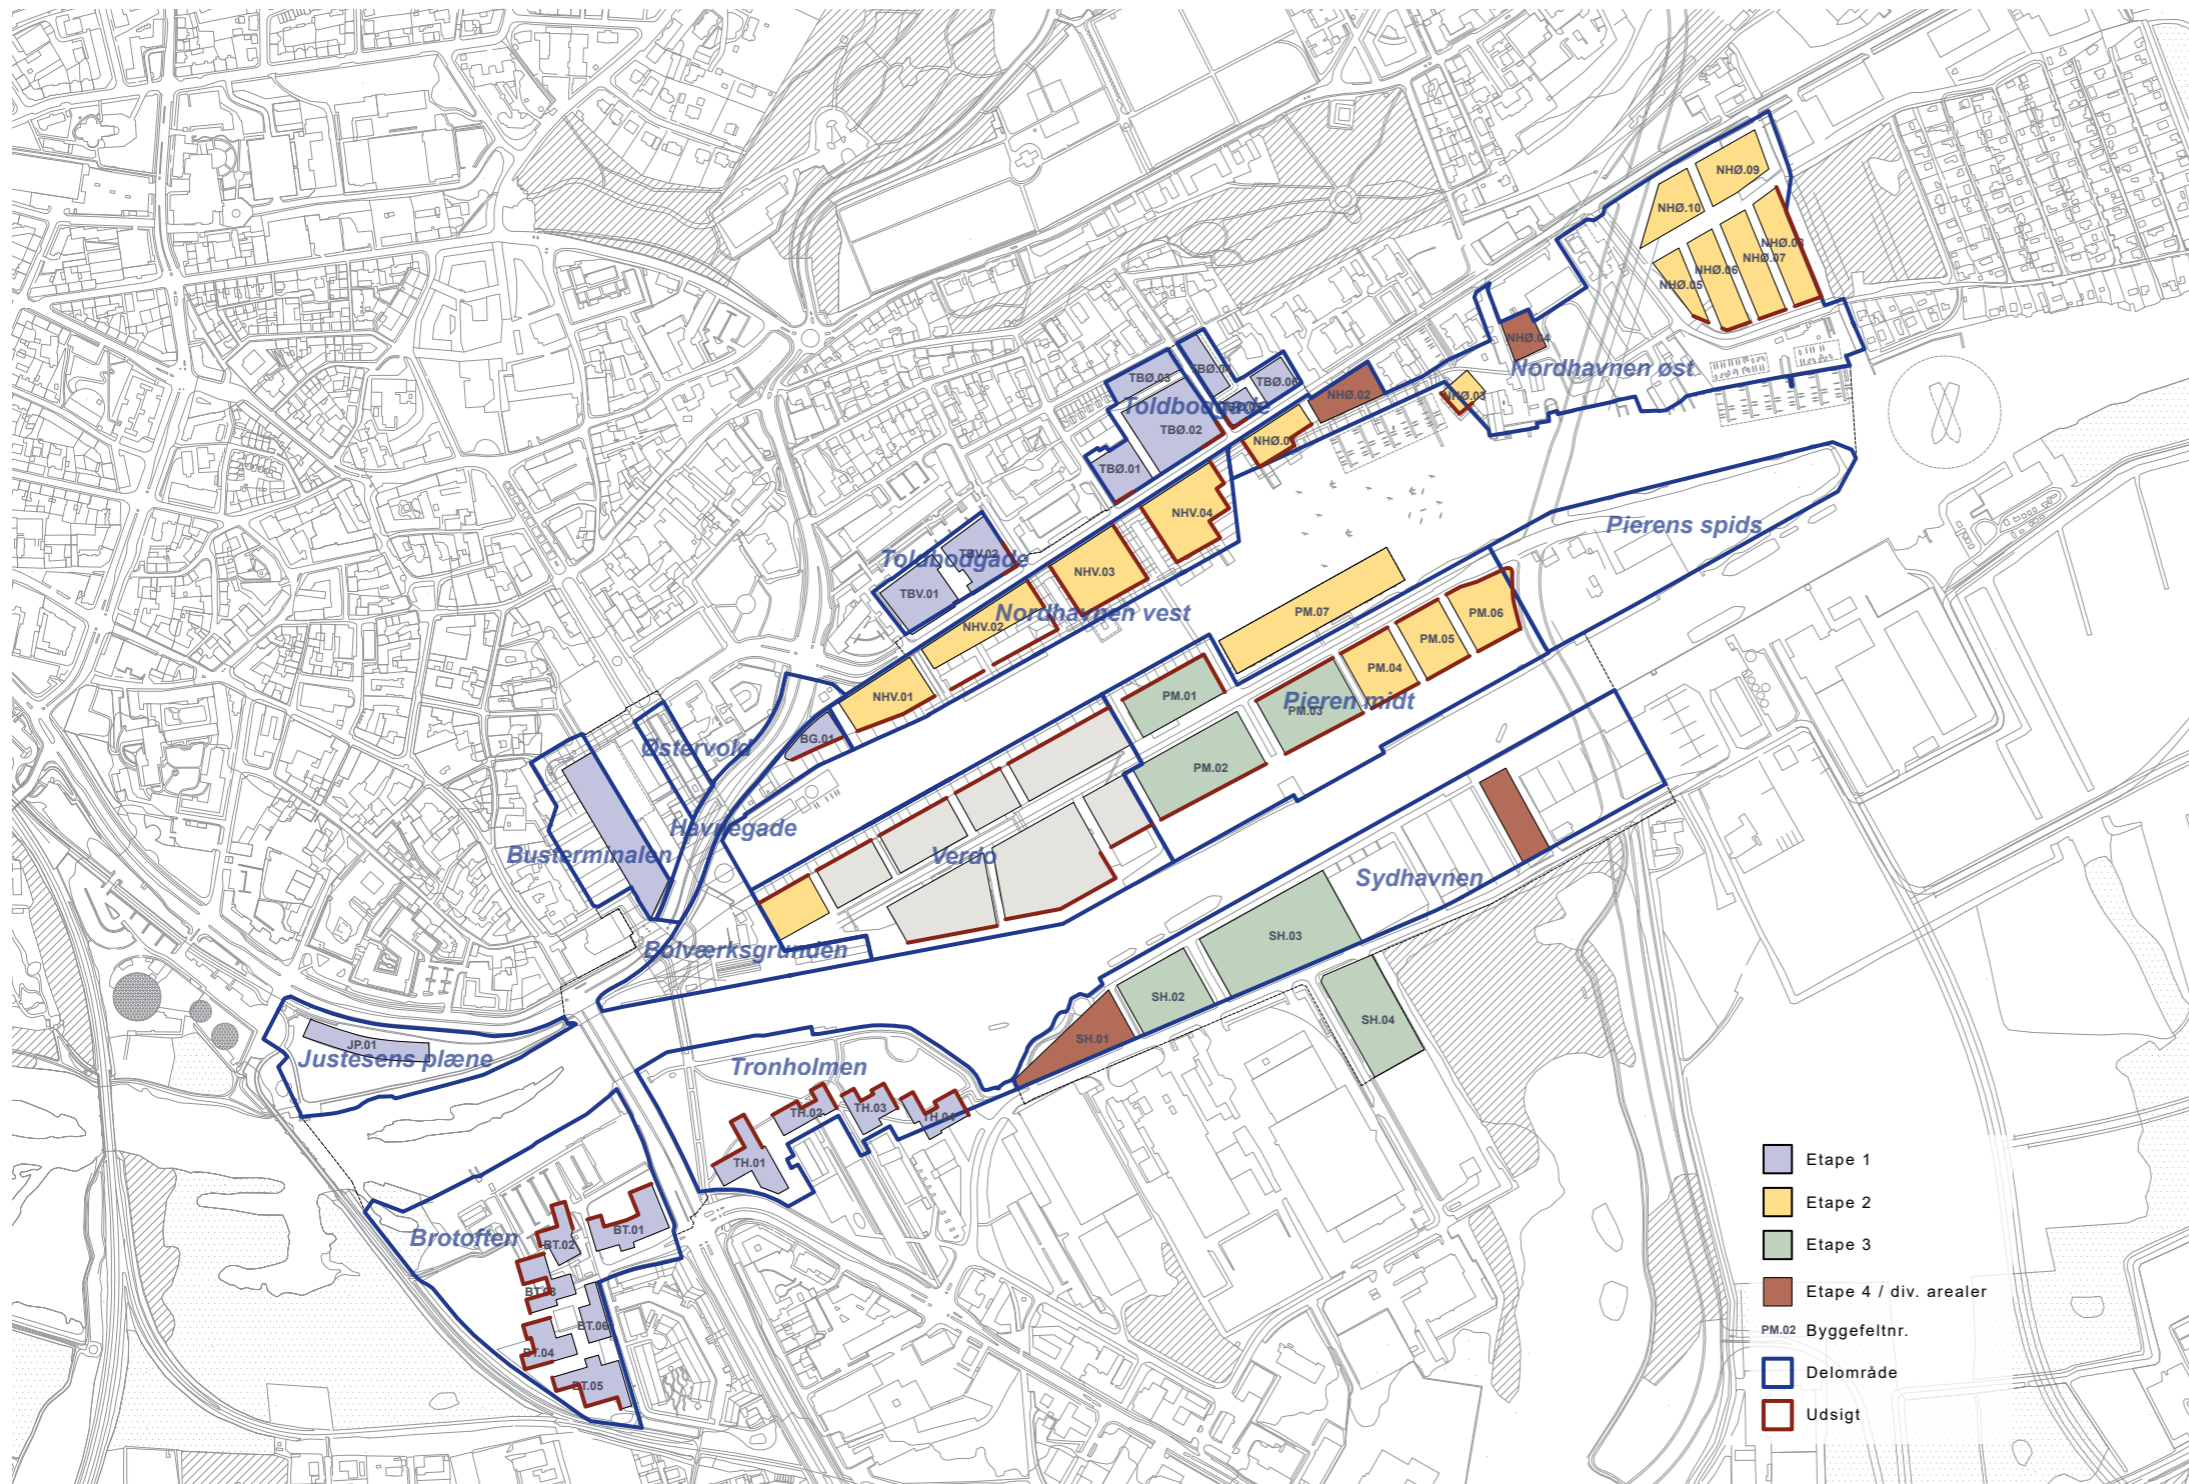 NHØ.09
NHØ.10
NHØ.08
NHØ.07
NHØ.06
NHØ.05
NHØ.04
Nordhavnen øst
NHØ.03
NHØ.02
TBØ.03
TBØ.04
TBØ.06
Toldbodgade
TBØ.02
TBØ.01
NHV.04
Pierens spids
TBV.02
Toldbodgade
TBV.01
NHV.03
Nordhavnen vest
NHV.02
PM.07
PM.06
PM.05
PM.04
NHV.01
PM.01
Pieren midt
PM.03
BG.01
Østervold
PM.02
Havnegade
Busterminalen
Verdo
Sydhavnen
Bolværksgrunden
SH.03
SH.02
SH.04
SH.01
JP.01
Justesens plæne
Tronholmen
TH.02
TH.03
TH.04
TH.01
Brotoften
BT.01
BT.02
BT.03
BT.06
BT.04
BT.05
Etape 1
Etape 2
Etape 3
Etape 4 / div. arealer
PM.02 Byggefeltnr.
Delområde
Udsigt